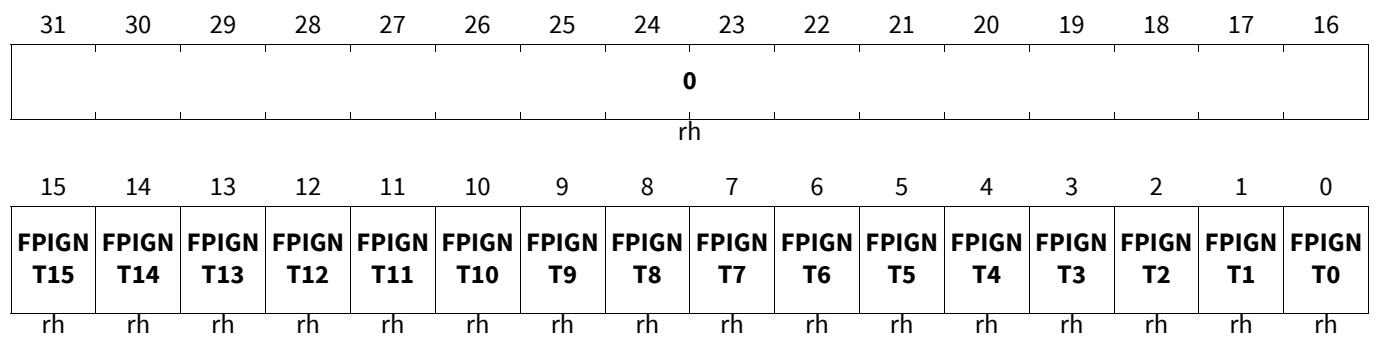 31 30 29 28 27 26 25 24 23 22 21 20 19 18 17 16
0
rh
15 14 13 12 11 10 9 8 7 6 5 4 3 2 1 0
FPIGN FPIGN FPIGN FPIGN FPIGN FPIGN FPIGN FPIGN FPIGN FPIGN FPIGN FPIGN FPIGN FPIGN FPIGN FPIGN
T15 T14 T13 T12 T11 T10 T9 T8 T7 T6 T5 T4 T3 T2 T1 T0
rh rh rh rh rh rh rh rh rh rh rh rh rh rh rh rh